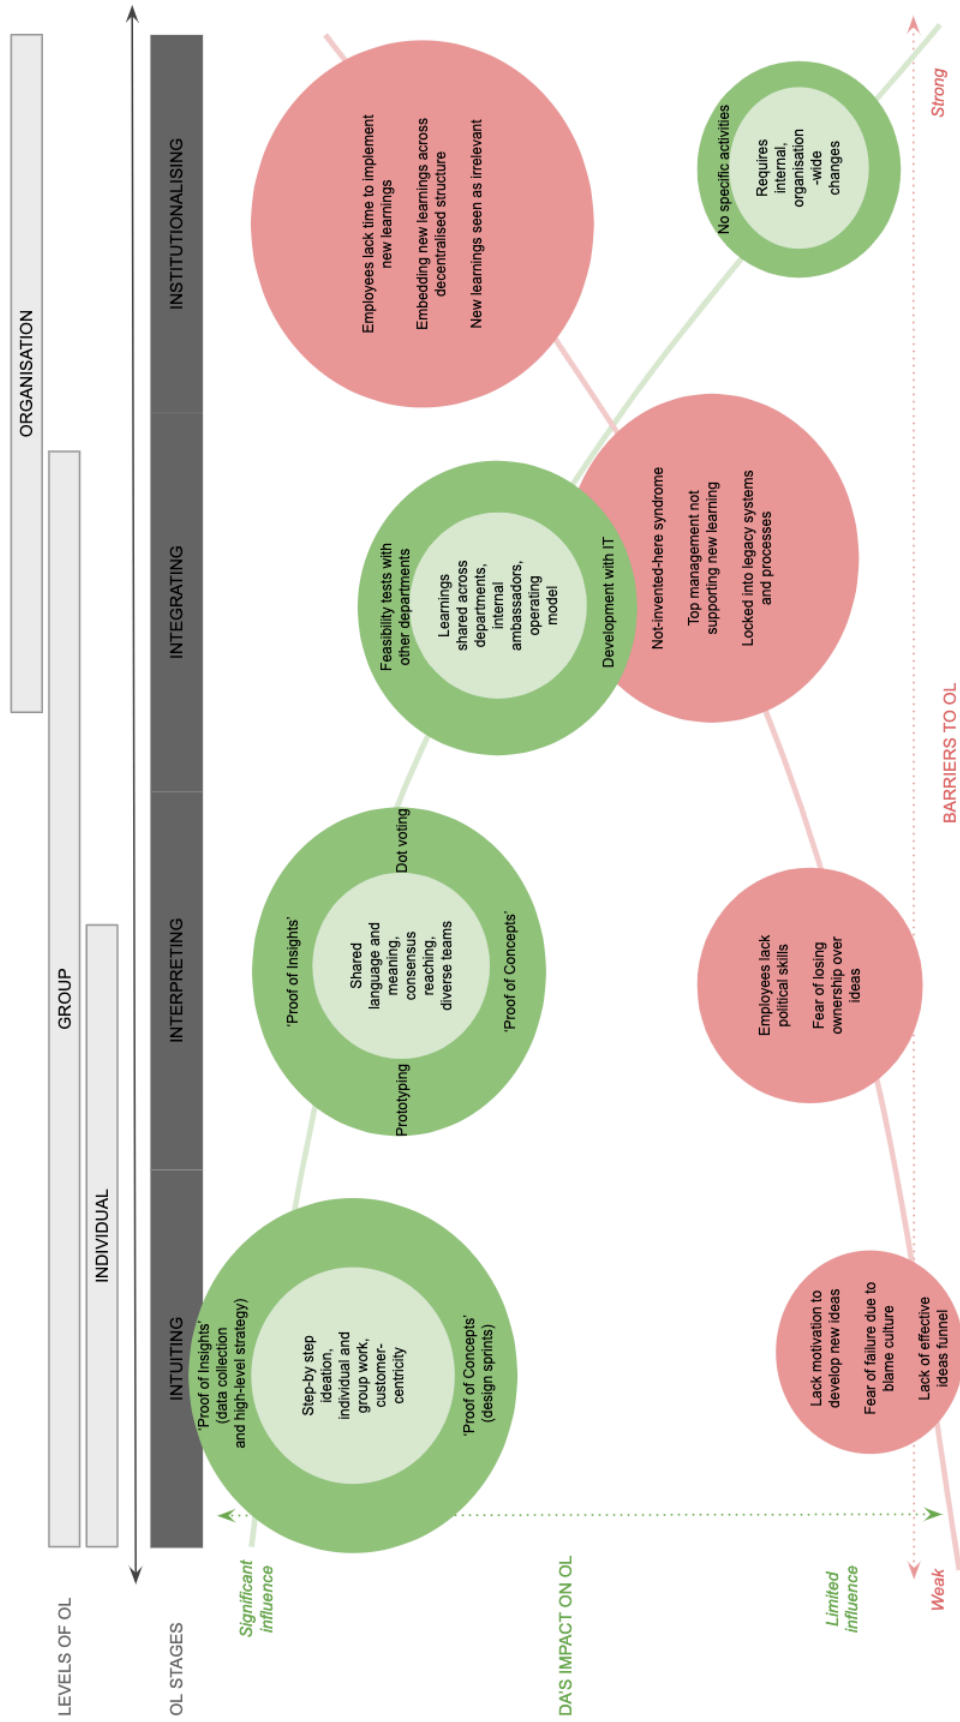 LEVELS OF OL
ORGANISATION
GROUP
INDIVIDUAL
OL STAGES
INTUITING
INTERPRETING
INTEGRATING
INSTITUTIONALISING
Significant
influence
DA'S IMPACT ON OL
Limited
influence
'Proof of Insights'
(data collection
and high-level strategy)
Step-by step
ideation,
individual and
group work,
customer-
centricity
'Proof of Concepts'
(design sprints)
'Proof of Insights'
Prototyping
Shared
language and
meaning,
consensus
reaching,
diverse teams
Dot voting
'Proof of Concepts'
Feasibility tests with
other departments
Learnings
shared across
departments,
internal
ambassadors,
operating
model
Development with IT
No specific activities
Requires
internal,
organisation
-wide
changes
Lack motivation to
develop new ideas
Fear of failure due to
blame culture
Lack of effective
ideas funnel
Employees lack
political skills
Fear of losing
ownership over
ideas
Not-invented-here syndrome
Top management not
supporting new learning
Locked into legacy systems
and processes
Employees lack time to implement
new learnings
Embedding new learnings across
decentralised structure
New learnings seen as irrelevant
Weak
Strong
BARRIERS TO OL